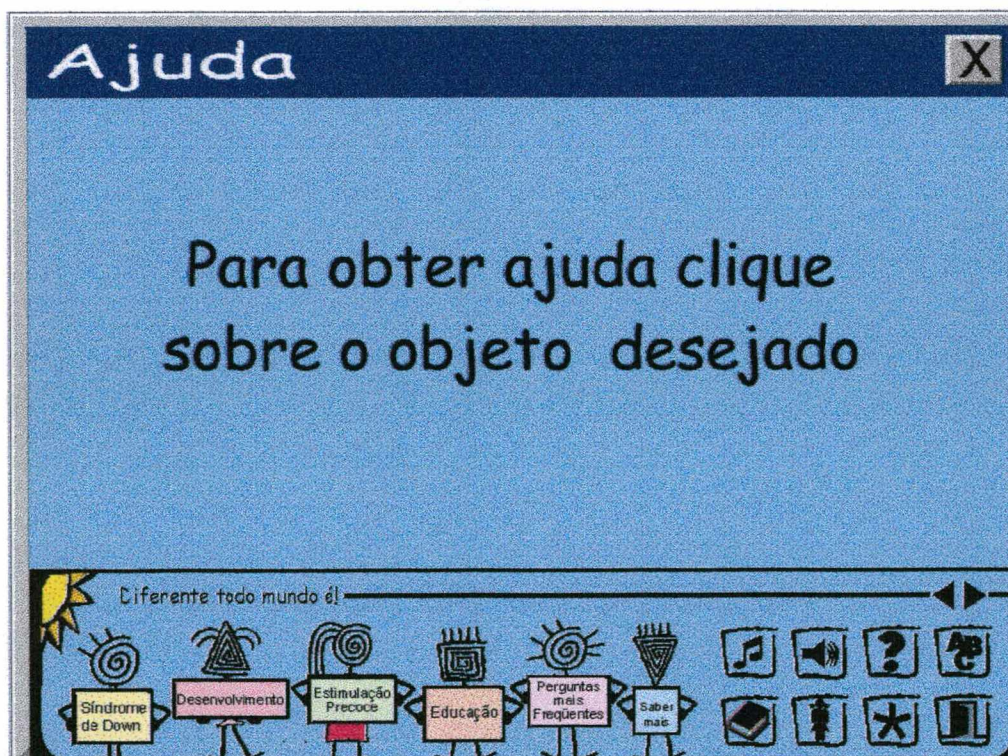 Ajuda
X
Para obter ajuda clique
sobre o objeto desejado
Diferente todo mundo é!
Síndrome
de Down
Desenvolvimento
Estimulação
Precoce
Educação
Perguntas
mais
Freqüentes
Saber
mais
?
ABC